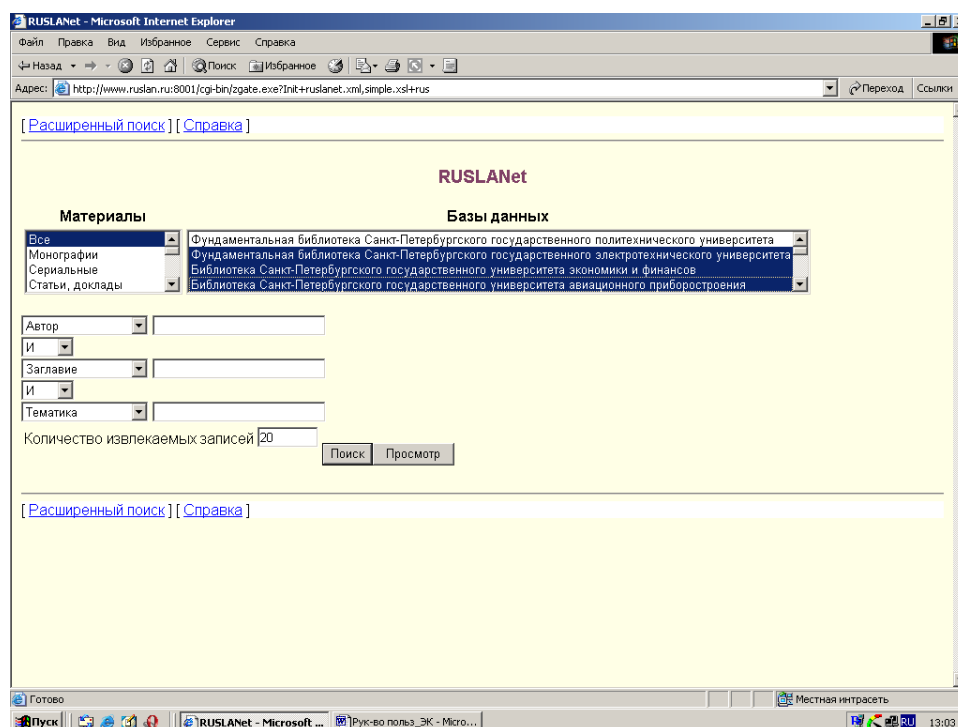 RUSLANet - Microsoft Internet Explorer
Файл Правка Вид Избранное Сервис Справка
Назад Поиск Избранное
Адрес: http://www.ruslan.ru:8001/cgi-bin/zgate.exe?Init+ruslanet.xml,simple.xsl+rus Переход Ссылки
[ Расширенный поиск ] [ Справка ]
RUSLANet
Материалы Базы данных
Все Фундаментальная библиотека Санкт-Петербургского государственного политехнического университета
Монографии Фундаментальная библиотека Санкт-Петербургского государственного электротехнического университета
Сериальные Библиотека Санкт-Петербургского государственного университета экономики и финансов
Статьи, доклады Библиотека Санкт-Петербургского государственного университета авиационного приборостроения
Автор
И
Заглавие
И
Тематика
Количество извлекаемых записей 20
Поиск Просмотр
[ Расширенный поиск ] [ Справка ]
Готово Местная интрасеть
Пуск RUSLANet - Microsoft ... Рук-во польз_ЭК - Micro... RU 13:03